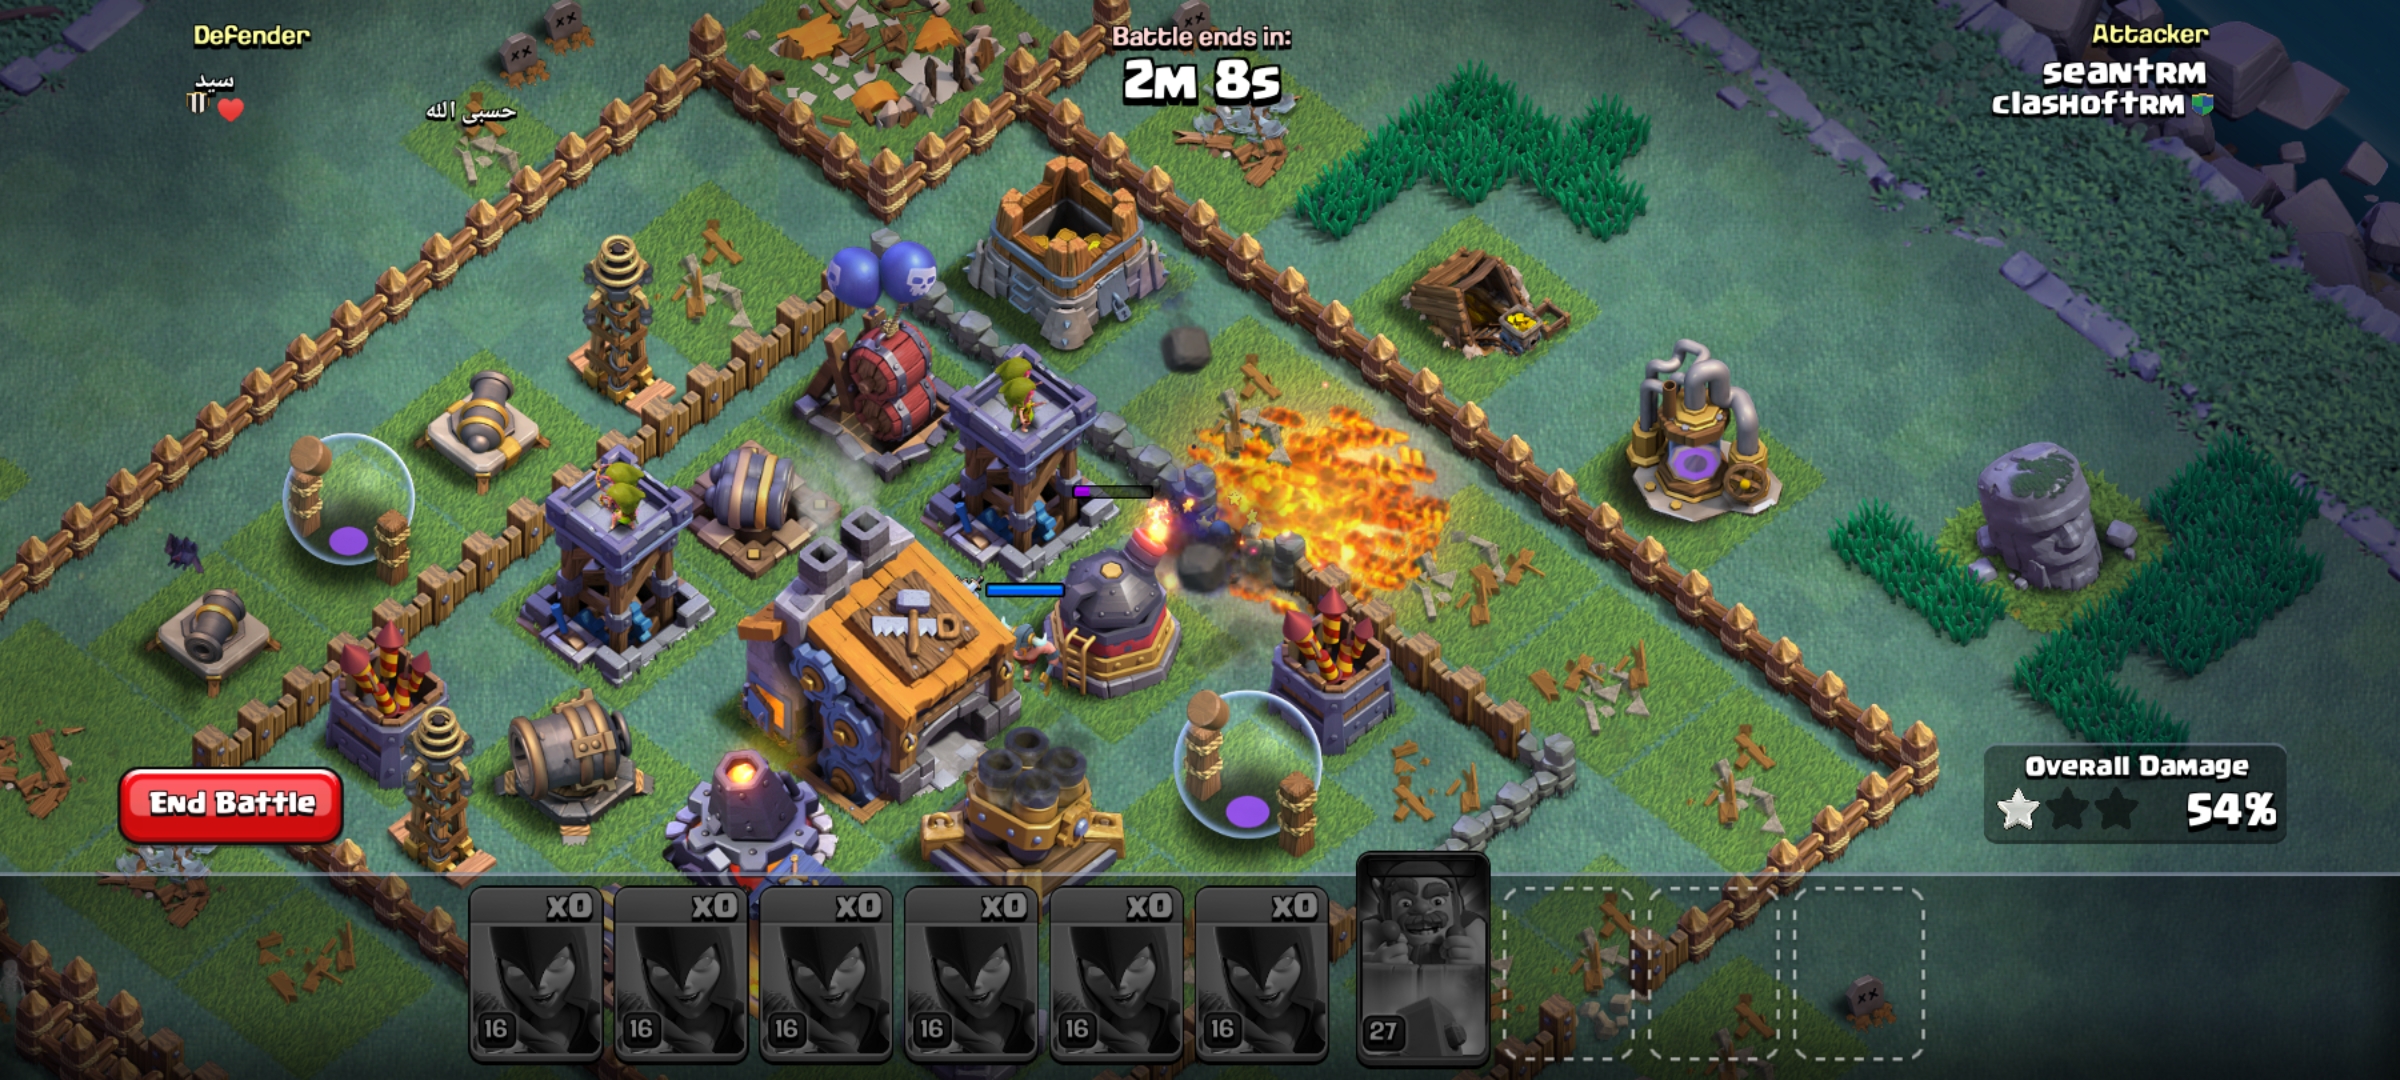 Defender
سيد
حسبي الله
Battle ends in:
2M 8s
Attacker
seantRM
clashoftRM
End Battle
Overall Damage
54%
x0
x0
x0
x0
x0
x0
16
16
16
16
16
16
27